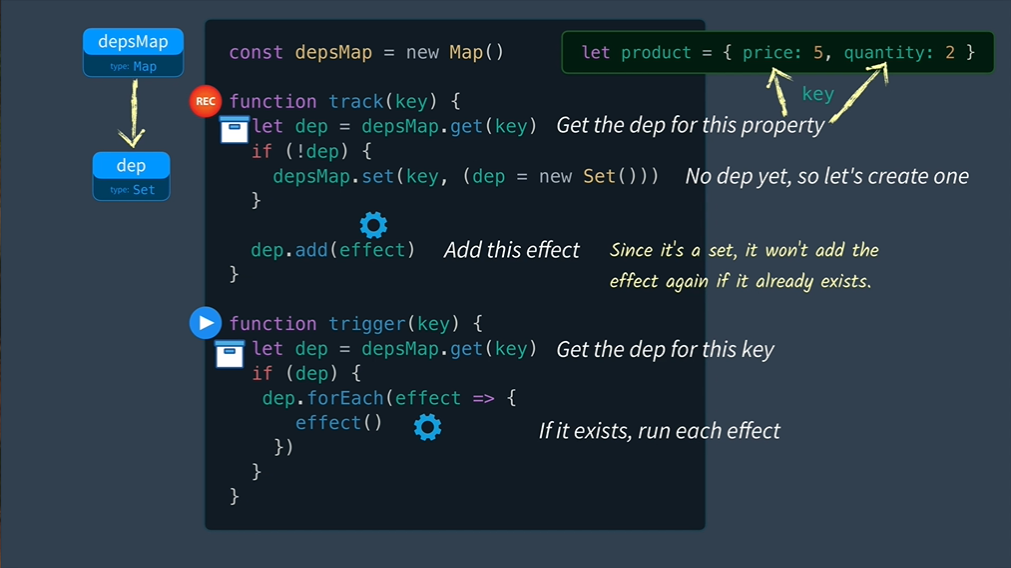 depsMap
type: Map
dep
type: Set
const depsMap = new Map()
let product = { price: 5, quantity: 2 }
key
REC
function track(key) {
let dep = depsMap.get(key) Get the dep for this property
if (!dep) {
depsMap.set(key, (dep = new Set())) No dep yet, so let's create one
}
dep.add(effect) Add this effect
Since it's a set, it won't add the
effect again if it already exists.
}
function trigger(key) {
let dep = depsMap.get(key) Get the dep for this key
if (dep) {
dep.forEach(effect => {
effect()
If it exists, run each effect
})
}
}